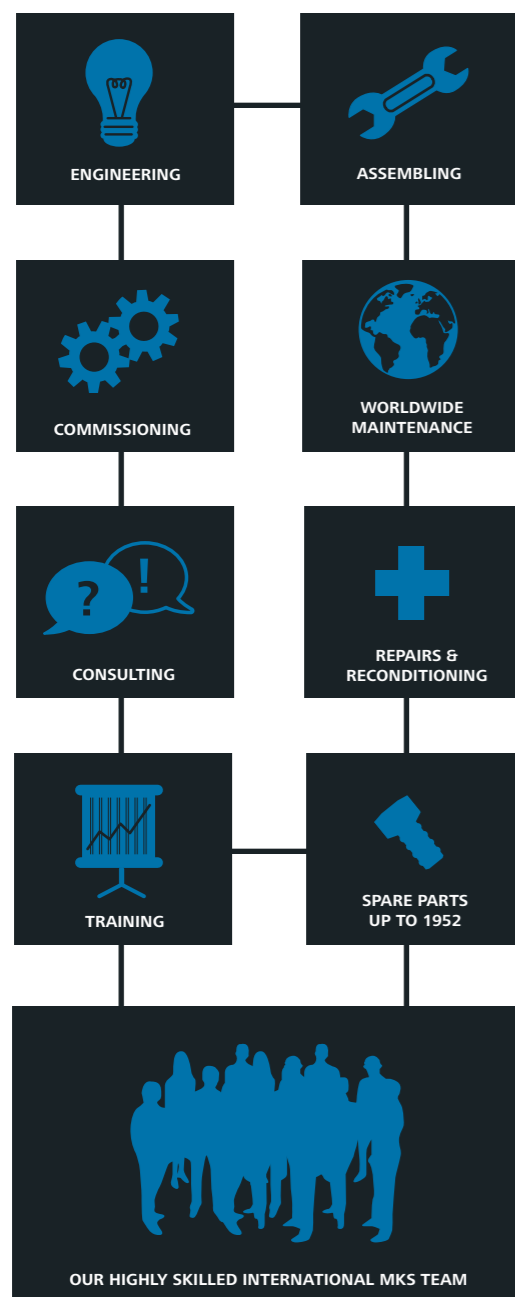 ENGINEERING
ASSEMBLING
COMMISSIONING
WORLDWIDE
MAINTENANCE
?
!
CONSULTING
REPAIRS &
RECONDITIONING
TRAINING
SPARE PARTS
UP TO 1952
OUR HIGHLY SKILLED INTERNATIONAL MKS TEAM